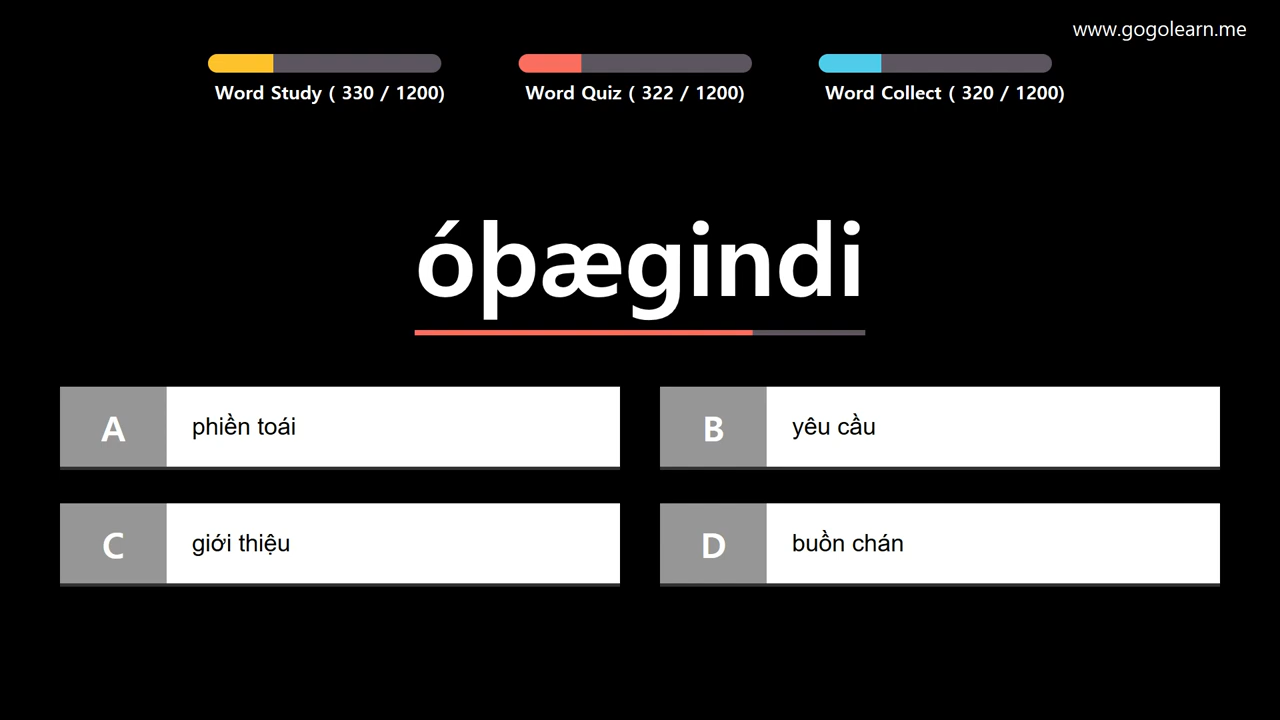 www.gogolearn.me
Word Study ( 330 / 1200)
Word Quiz ( 322 / 1200)
Word Collect ( 320 / 1200)
óþægindi
A phiền toái
B yêu cầu
C giới thiệu
D buồn chán